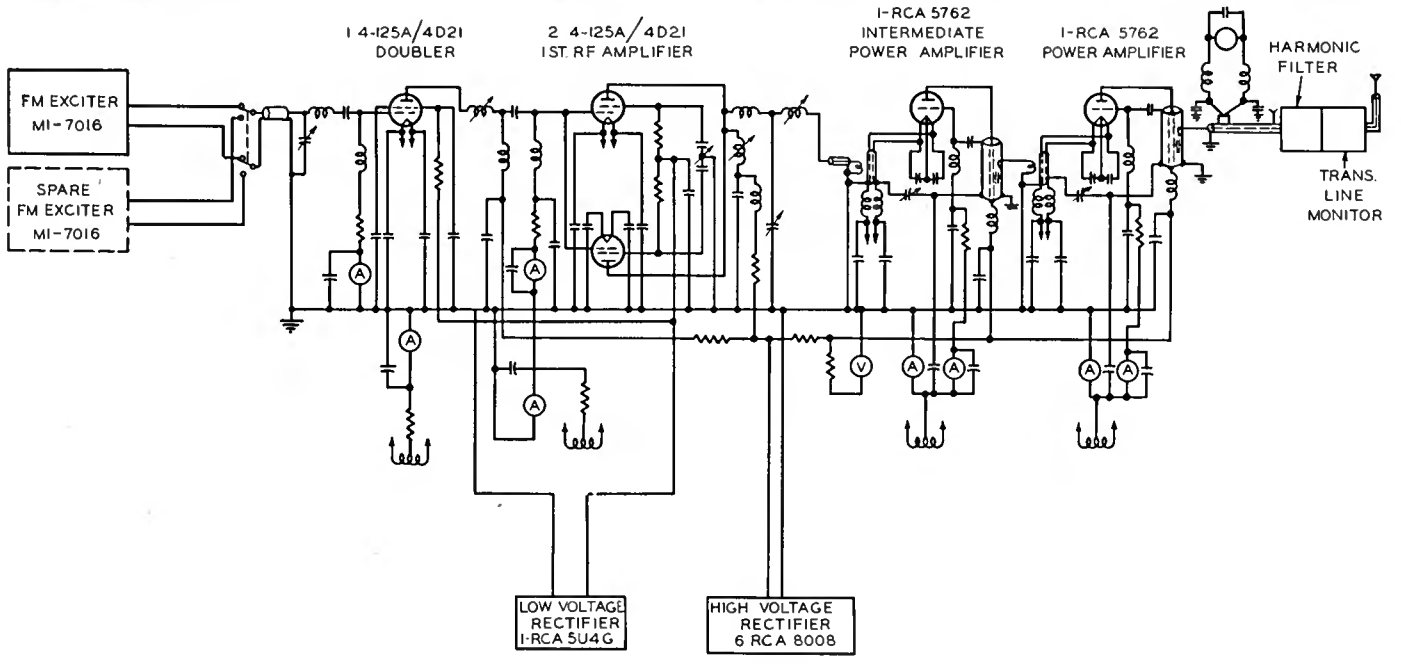 1 4-125A/4D21
DOUBLER
2 4-125A/4D21
1ST. RF AMPLIFIER
1-RCA 5762
INTERMEDIATE
POWER AMPLIFIER
1-RCA 5762
POWER AMPLIFIER
HARMONIC
FILTER
FM EXCITER
MI-7016
SPARE
FM EXCITER
MI-7016
TRANS.
LINE
MONITOR
A
A
A
A
V
A
A
A
A
LOW VOLTAGE
RECTIFIER
1-RCA 5U4G
HIGH VOLTAGE
RECTIFIER
6 RCA 8008